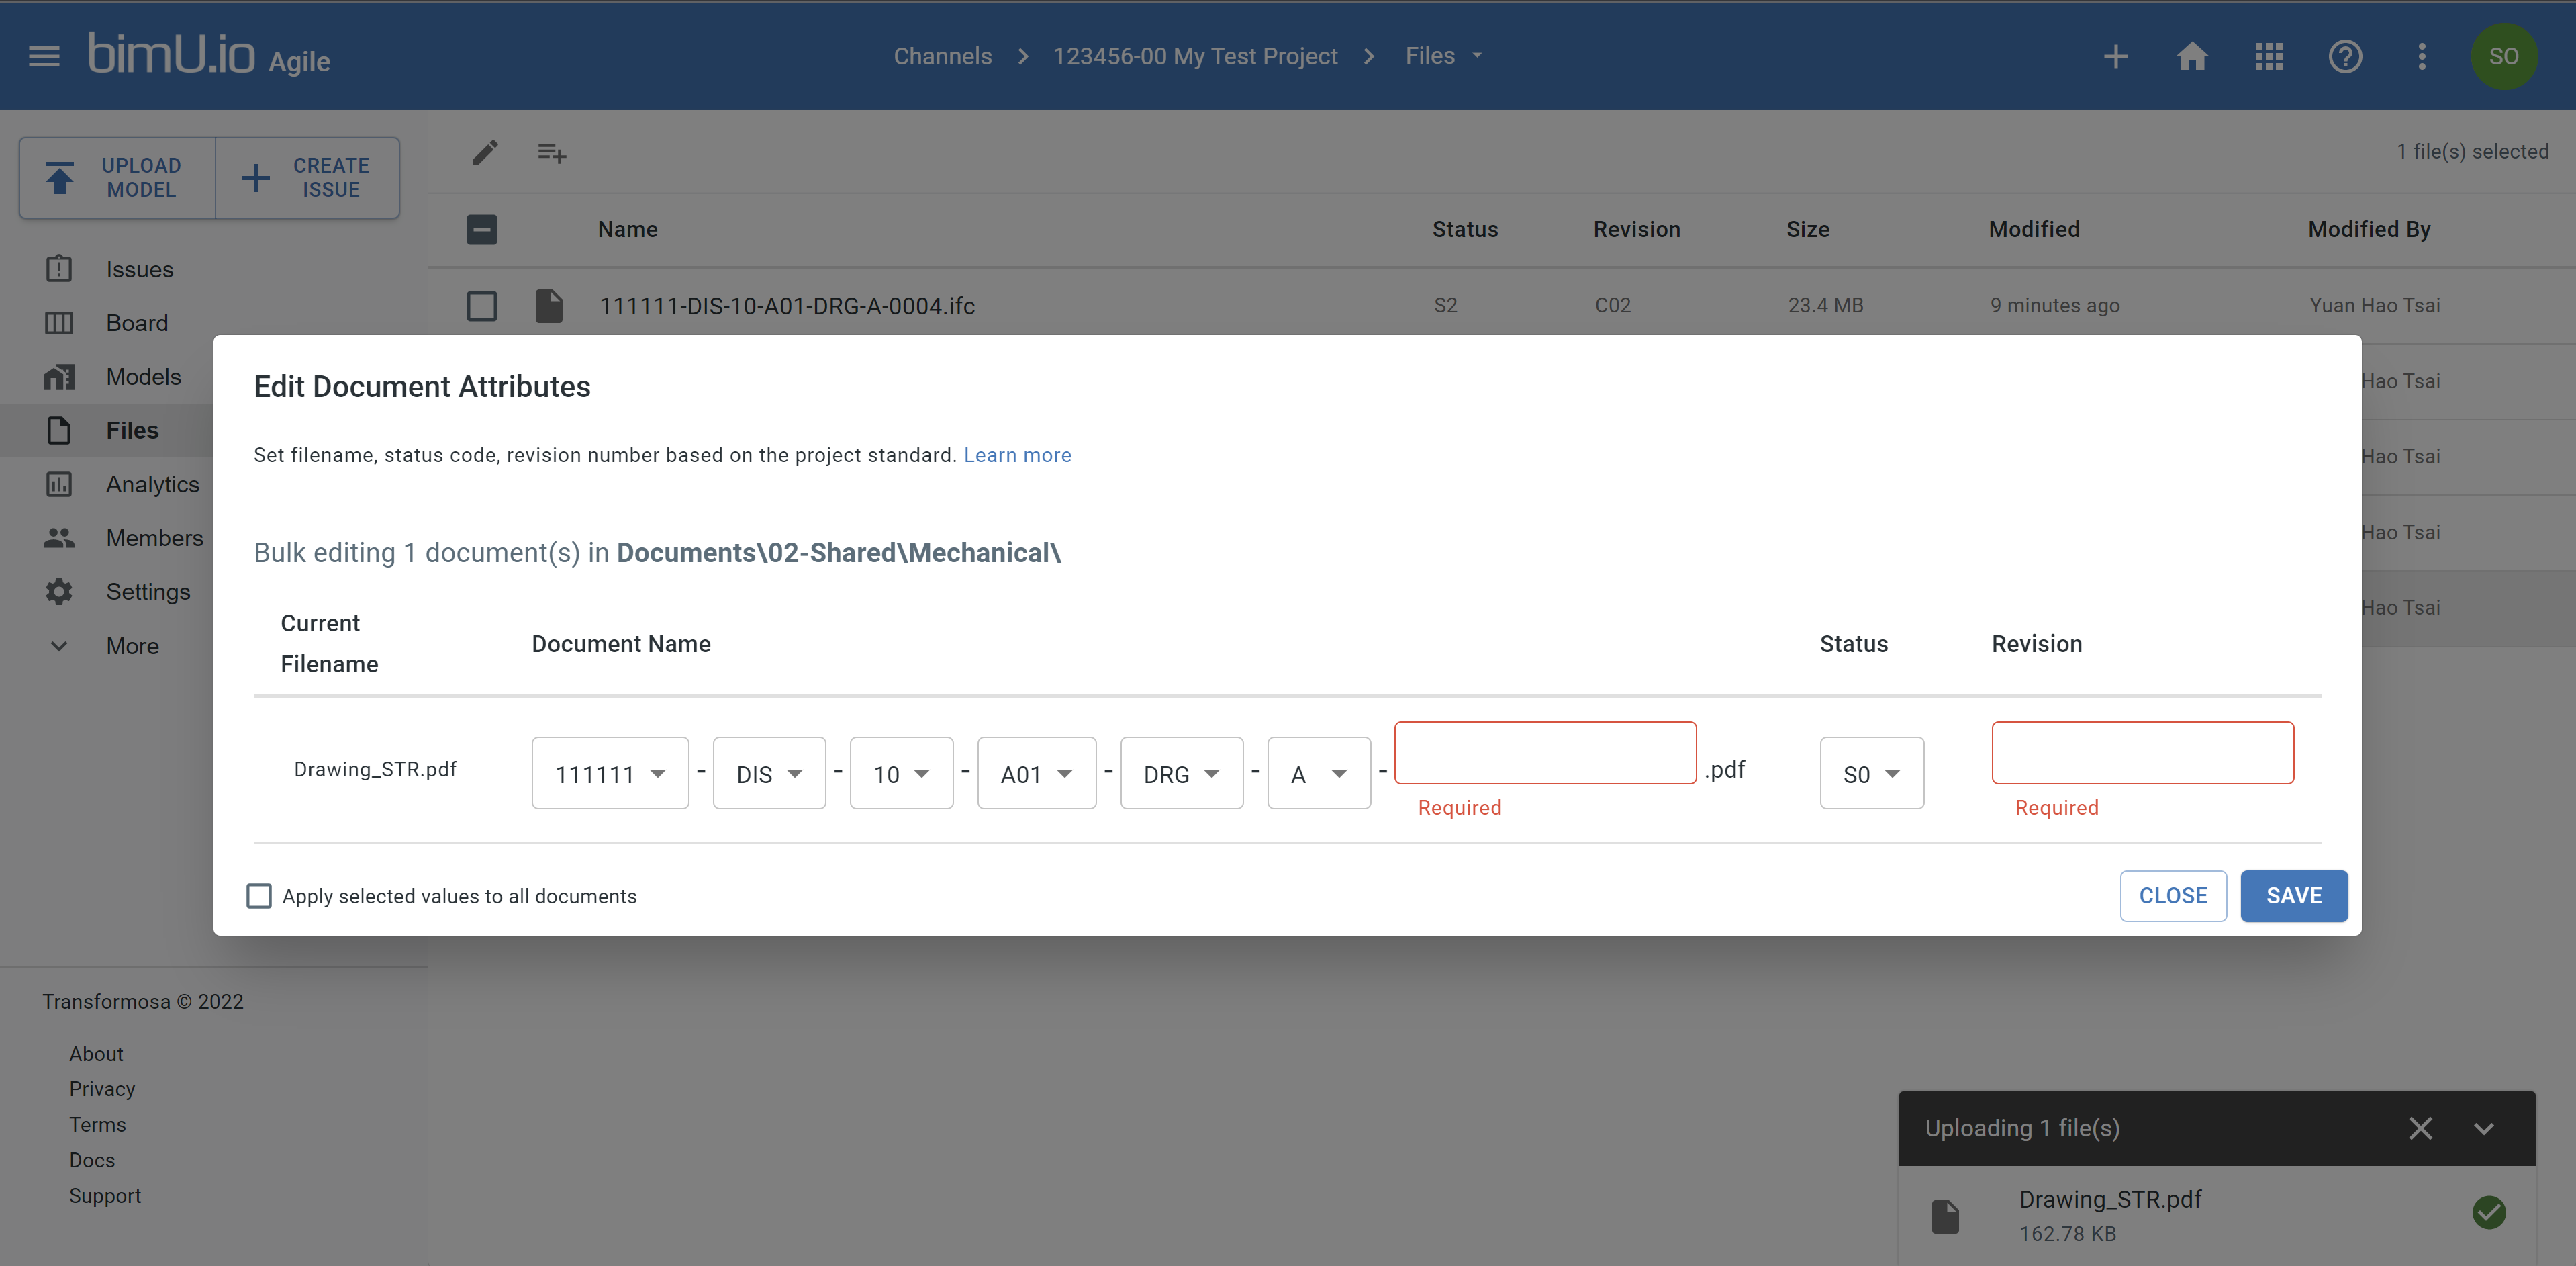 bimU.io Agile
Channels > 123456-00 My Test Project > Files
SO
UPLOAD MODEL
CREATE ISSUE
1 file(s) selected
Name Status Revision Size Modified Modified By
111111-DIS-10-A01-DRG-A-0004.ifc S2 C02 23.4 MB 9 minutes ago Yuan Hao Tsai
Hao Tsai
Hao Tsai
Hao Tsai
Hao Tsai
Issues
Board
Models
Files
Analytics
Members
Settings
More
Edit Document Attributes
Set filename, status code, revision number based on the project standard. Learn more
Bulk editing 1 document(s) in Documents\02-Shared\Mechanical\
Current Filename Document Name Status Revision
Drawing_STR.pdf 111111 - DIS - 10 - A01 - DRG - A - .pdf S0
Required Required
Apply selected values to all documents
CLOSE SAVE
Transformosa © 2022
About
Privacy
Terms
Docs
Support
Uploading 1 file(s)
Drawing_STR.pdf
162.78 KB